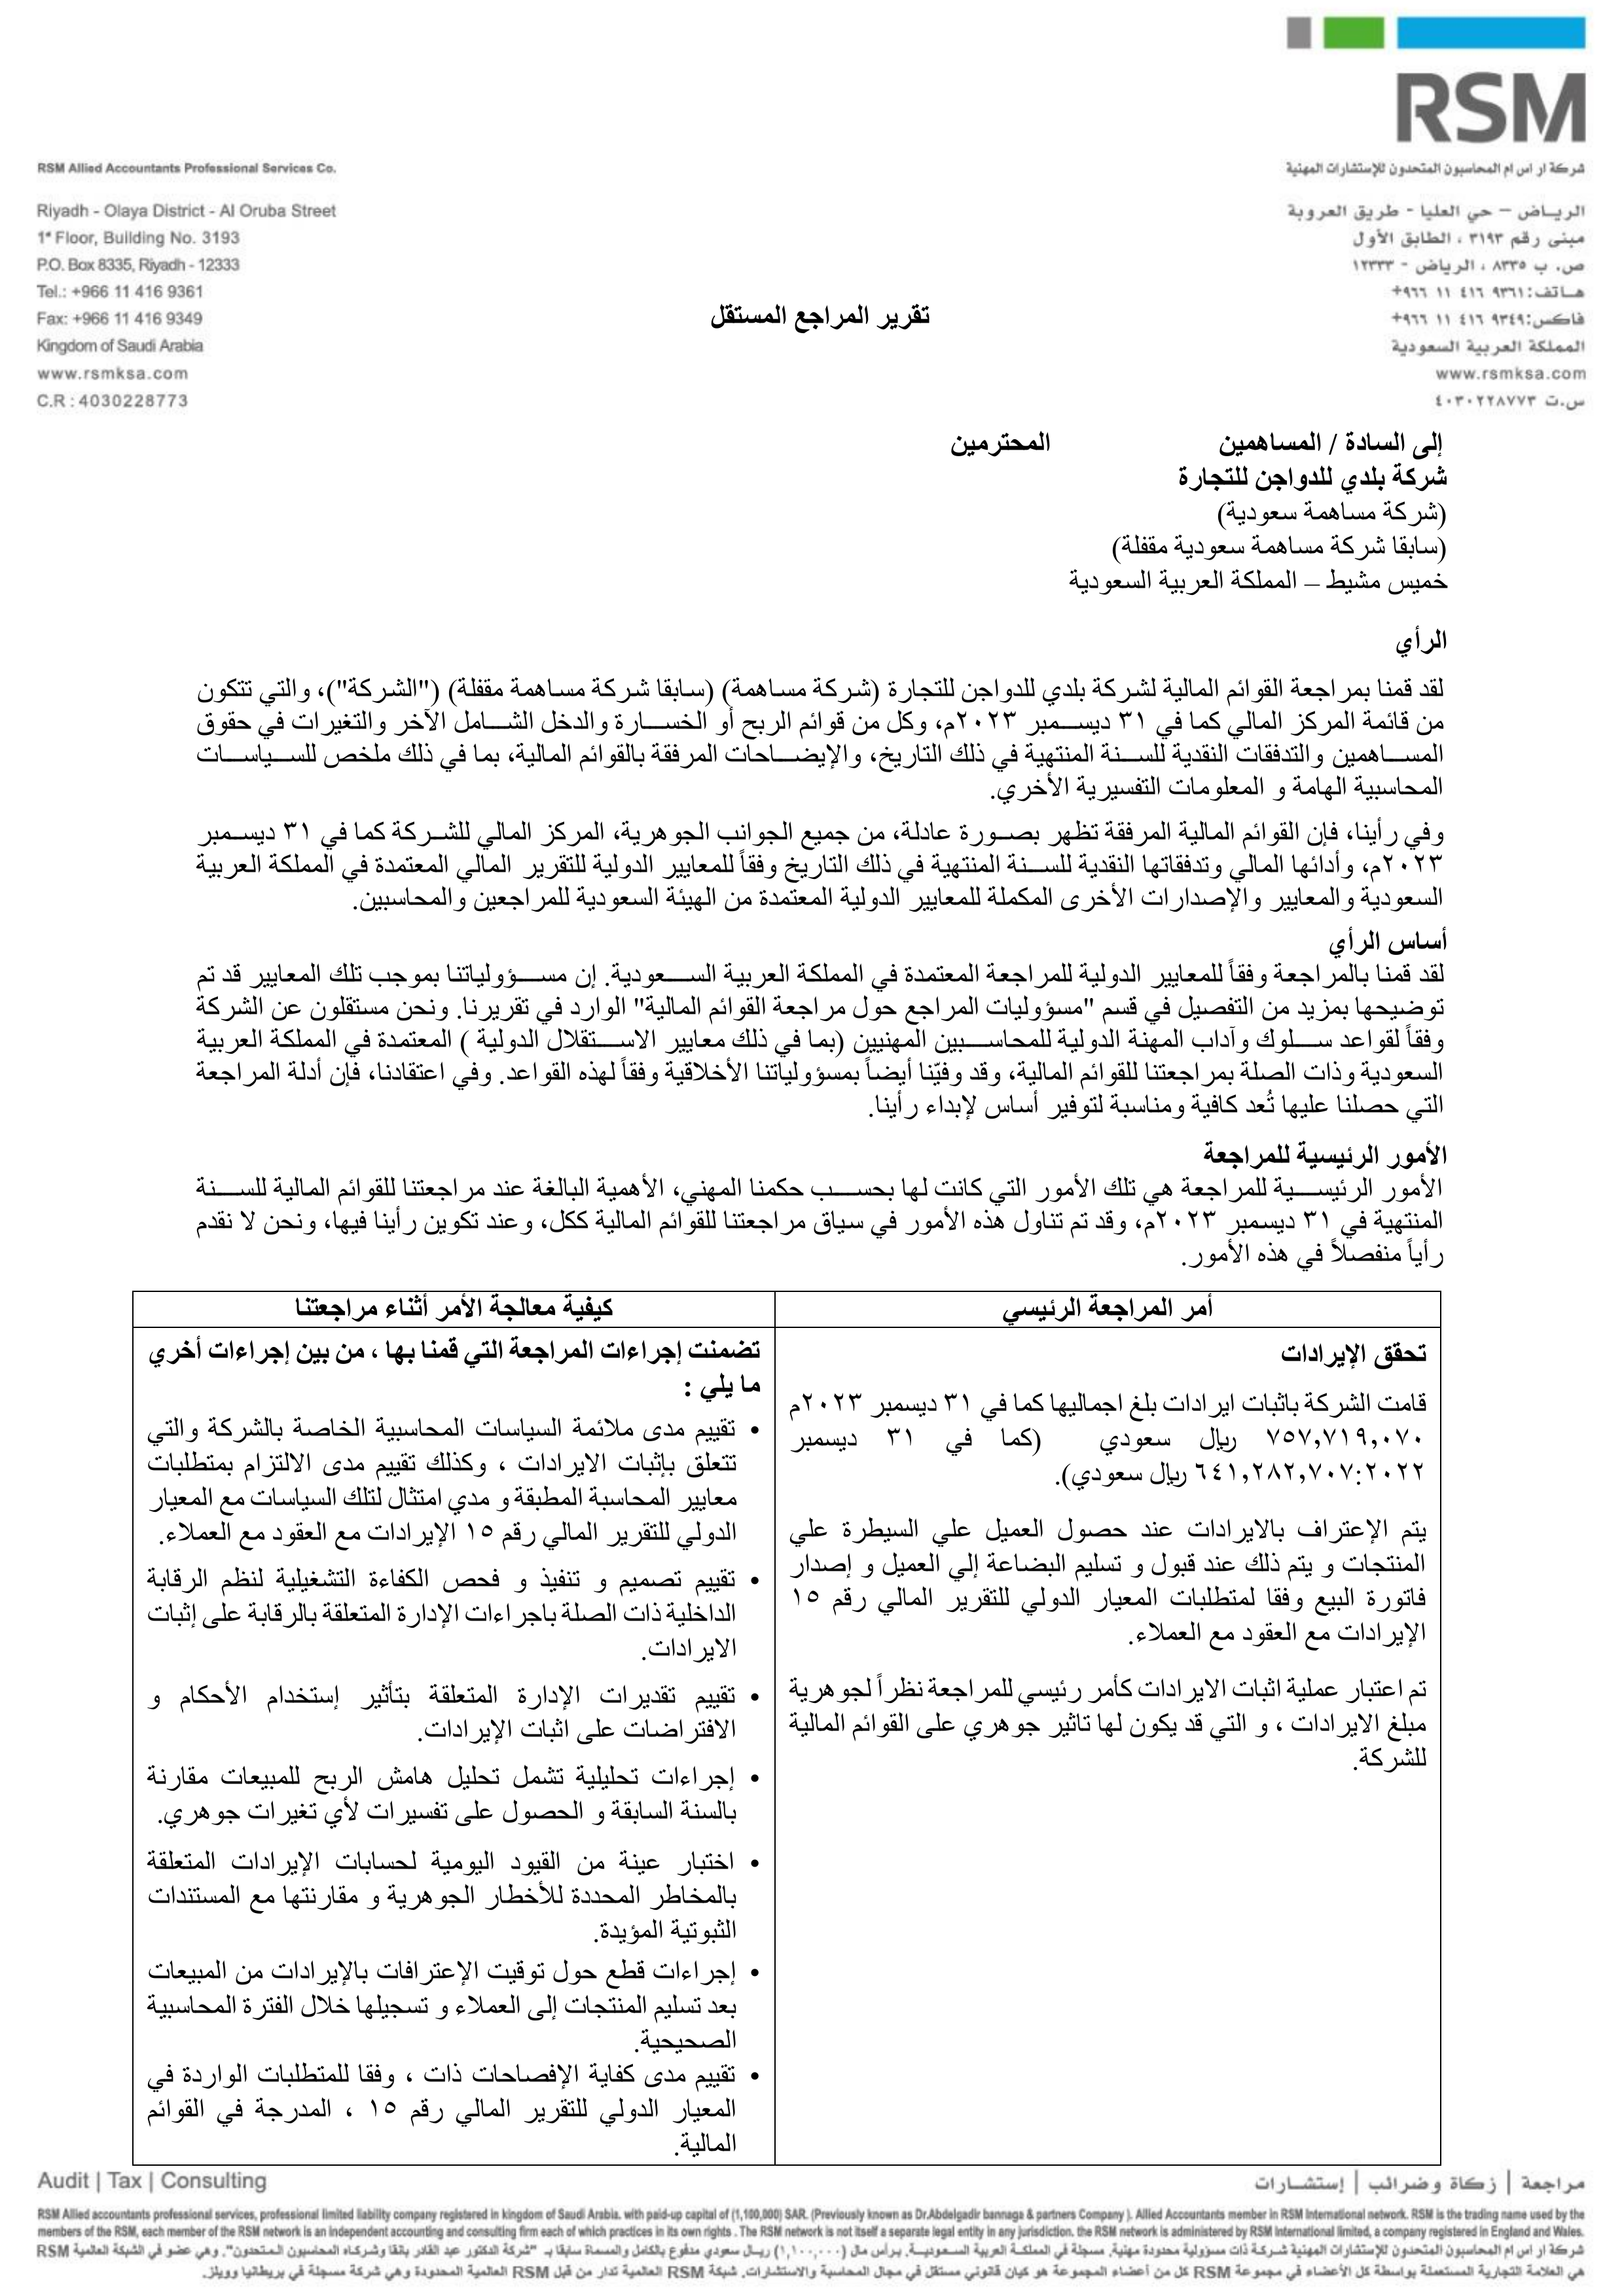 RSM
RSM Allied Accountants Professional Services Co.
Riyadh - Olaya District - Al Oruba Street
1st Floor, Building No. 3193
P.O. Box 8335, Riyadh - 12333
Tel.: +966 11 416 9361
Fax: +966 11 416 9349
Kingdom of Saudi Arabia
www.rsmksa.com
C.R : 4030228773
شركة ار اس ام المحاسبون المتحدون للإستشارات المهنية
الرياض – حي العليا - طريق العروبة
مبنى رقم ٣١٩٣ ، الطابق الأول
ص. ب ٨٣٣٥ ، الرياض - ١٢٣٣٣
هاتف: ٩٣٦١ ٤١٦ ١١ ٩٦٦+
فاكس: ٩٣٤٩ ٤١٦ ١١ ٩٦٦+
المملكة العربية السعودية
www.rsmksa.com
س.ت ٤٠٣٠٢٢٨٧٧٣
تقرير المراجع المستقل
إلى السادة / المساهمين المحترمين
شركة بلدي للدواجن للتجارة
(شركة مساهمة سعودية)
(سابقا شركة مساهمة سعودية مقفلة)
خميس مشيط – المملكة العربية السعودية
الرأي
لقد قمنا بمراجعة القوائم المالية لشركة بلدي للدواجن للتجارة (شركة مساهمة) (سابقا شركة مساهمة مقفلة) ("الشركة")، والتي تتكون
من قائمة المركز المالي كما في ٣١ ديسمبر ٢٠٢٣م، وكل من قوائم الربح أو الخسارة والدخل الشامل الآخر والتغيرات في حقوق
المساهمين والتدفقات النقدية للسنة المنتهية في ذلك التاريخ، والإيضاحات المرفقة بالقوائم المالية، بما في ذلك ملخص للسياسات
المحاسبية الهامة و المعلومات التفسيرية الأخري.
وفي رأينا، فإن القوائم المالية المرفقة تظهر بصورة عادلة، من جميع الجوانب الجوهرية، المركز المالي للشركة كما في ٣١ ديسمبر
٢٠٢٣م، وأدائها المالي وتدفقاتها النقدية للسنة المنتهية في ذلك التاريخ وفقاً للمعايير الدولية للتقرير المالي المعتمدة في المملكة العربية
السعودية والمعايير والإصدارات الأخرى المكملة للمعايير الدولية المعتمدة من الهيئة السعودية للمراجعين والمحاسبين.
أساس الرأي
لقد قمنا بالمراجعة وفقاً للمعايير الدولية للمراجعة المعتمدة في المملكة العربية السعودية. إن مسؤولياتنا بموجب تلك المعايير قد تم
توضيحها بمزيد من التفصيل في قسم "مسؤوليات المراجع حول مراجعة القوائم المالية" الوارد في تقريرنا. ونحن مستقلون عن الشركة
وفقاً لقواعد سلوك وآداب المهنة الدولية للمحاسبين المهنيين (بما في ذلك معايير الاستقلال الدولية ) المعتمدة في المملكة العربية
السعودية وذات الصلة بمراجعتنا للقوائم المالية، وقد وفيّنا أيضاً بمسؤولياتنا الأخلاقية وفقاً لهذه القواعد. وفي اعتقادنا، فإن أدلة المراجعة
التي حصلنا عليها تُعد كافية ومناسبة لتوفير أساس لإبداء رأينا.
الأمور الرئيسية للمراجعة
الأمور الرئيسية للمراجعة هي تلك الأمور التي كانت لها بحسب حكمنا المهني، الأهمية البالغة عند مراجعتنا للقوائم المالية للسنة
المنتهية في ٣١ ديسمبر ٢٠٢٣م، وقد تم تناول هذه الأمور في سياق مراجعتنا للقوائم المالية ككل، وعند تكوين رأينا فيها، ونحن لا نقدم
رأياً منفصلاً في هذه الأمور.
أمر المراجعة الرئيسي
تحقق الإيرادات
قامت الشركة باثبات ايرادات بلغ اجماليها كما في ٣١ ديسمبر ٢٠٢٣م
٧٥٧,٧١٩,٠٧٠ ريال سعودي (كما في ٣١ ديسمبر
٢٠٢٢:٦٤١,٢٨٢,٧٠٧ ريال سعودي).
يتم الإعتراف بالايرادات عند حصول العميل علي السيطرة علي
المنتجات و يتم ذلك عند قبول و تسليم البضاعة إلي العميل و إصدار
فاتورة البيع وفقا لمتطلبات المعيار الدولي للتقرير المالي رقم ١٥
الإيرادات مع العقود مع العملاء.
تم اعتبار عملية اثبات الايرادات كأمر رئيسي للمراجعة نظراً لجوهرية
مبلغ الايرادات ، و التي قد يكون لها تاثير جوهري على القوائم المالية
للشركة.
كيفية معالجة الأمر أثناء مراجعتنا
تضمنت إجراءات المراجعة التي قمنا بها ، من بين إجراءات أخري
ما يلي :
• تقييم مدى ملائمة السياسات المحاسبية الخاصة بالشركة والتي
تتعلق بإثبات الايرادات ، وكذلك تقييم مدى الالتزام بمتطلبات
معايير المحاسبة المطبقة و مدي امتثال لتلك السياسات مع المعيار
الدولي للتقرير المالي رقم ١٥ الإيرادات مع العقود مع العملاء.
• تقييم تصميم و تنفيذ و فحص الكفاءة التشغيلية لنظم الرقابة
الداخلية ذات الصلة باجراءات الإدارة المتعلقة بالرقابة على إثبات
الايرادات.
• تقييم تقديرات الإدارة المتعلقة بتأثير إستخدام الأحكام و
الافتراضات على اثبات الإيرادات.
• إجراءات تحليلية تشمل تحليل هامش الربح للمبيعات مقارنة
بالسنة السابقة و الحصول على تفسيرات لأي تغيرات جوهري.
• اختبار عينة من القيود اليومية لحسابات الإيرادات المتعلقة
بالمخاطر المحددة للأخطار الجوهرية و مقارنتها مع المستندات
الثبوتية المؤيدة.
• إجراءات قطع حول توقيت الإعترافات بالإيرادات من المبيعات
بعد تسليم المنتجات إلى العملاء و تسجيلها خلال الفترة المحاسبية
الصحيحية.
• تقييم مدى كفاية الإفصاحات ذات ، وفقا للمتطلبات الواردة في
المعيار الدولي للتقرير المالي رقم ١٥ ، المدرجة في القوائم
المالية.
Audit | Tax | Consulting
مراجعة | زكاة وضرائب | إستشارات
RSM Allied accountants professional services, professional limited liability company registered in kingdom of Saudi Arabia. with paid-up capital of (1,100,000) SAR. (Previously known as Dr.Abdelgadir bannaga & partners Company ). Allied Accountants member in RSM International network. RSM is the trading name used by the
members of the RSM, each member of the RSM network is an independent accounting and consulting firm each of which practices in its own rights . The RSM network is not itself a separate legal entity in any jurisdiction. the RSM network is administered by RSM International limited, a company registered in England and Wales.
شركة ار اس ام المحاسبون المتحدون للإستشارات المهنية شركة ذات مسؤولية محدودة مهنية. مسجلة في المملكة العربية السعودية. برأس مال (١,١٠٠,٠٠٠) ريال سعودي مدفوع بالكامل والمسماة سابقا بـ "شركة الدكتور عبد القادر بانقا وشركاه المحاسبون المتحدون". وهي عضو في الشبكة العالمية RSM
هي العلامة التجارية المستعملة بواسطة كل الأعضاء في مجموعة RSM كل من أعضاء المجموعة هو كيان قانوني مستقل في مجال المحاسبة والاستشارات. شبكة RSM العالمية تدار من قبل RSM العالمية المحدودة وهي شركة مسجلة في بريطانيا وويلز.